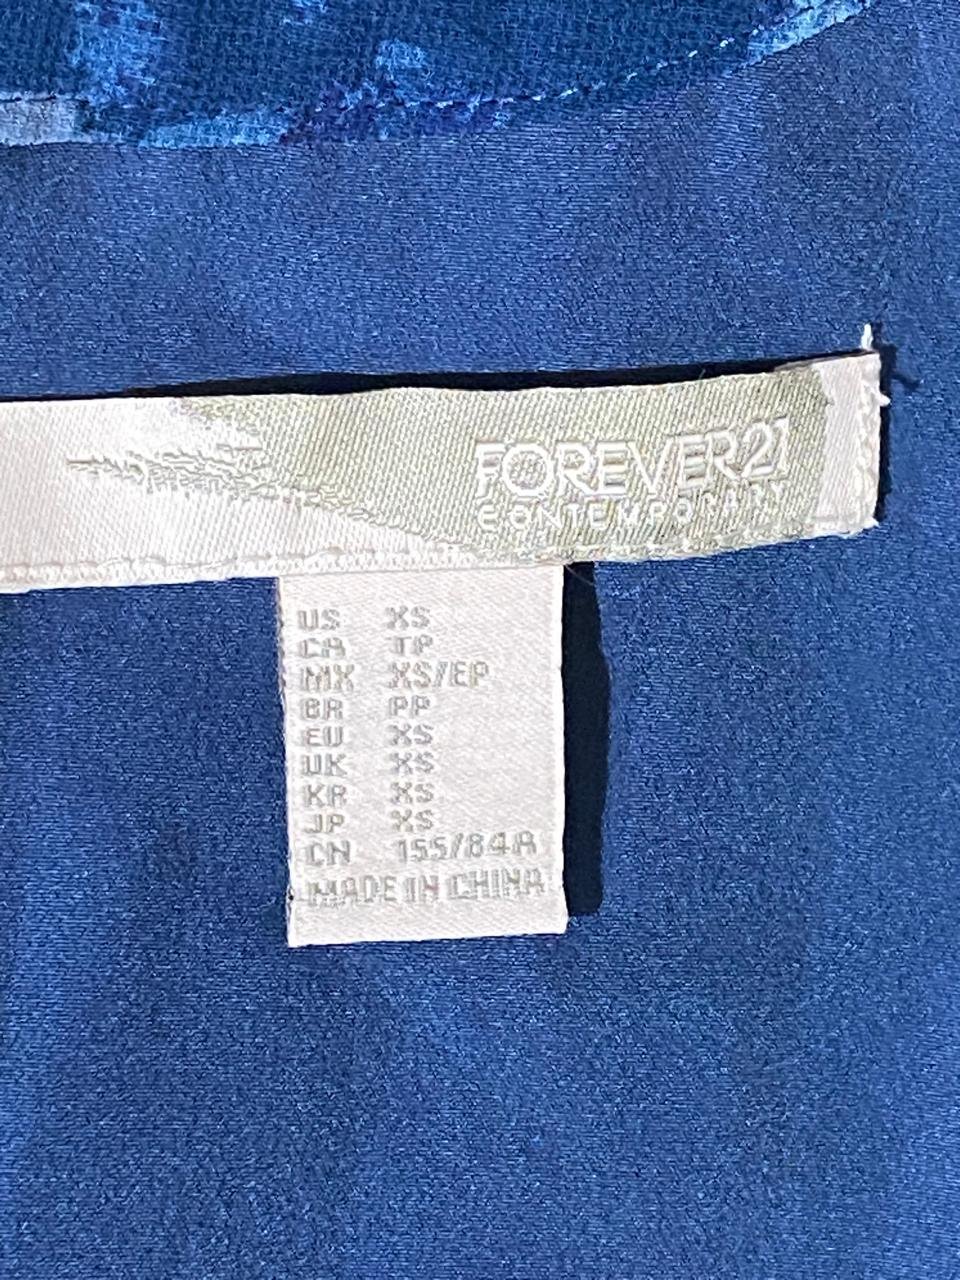 FOREVER21
CONTEMPORARY
US XS
CA TP
MX XS/EP
BR PP
EU XS
UK XS
KR XS
JP XS
CN 155/84A
MADE IN CHINA